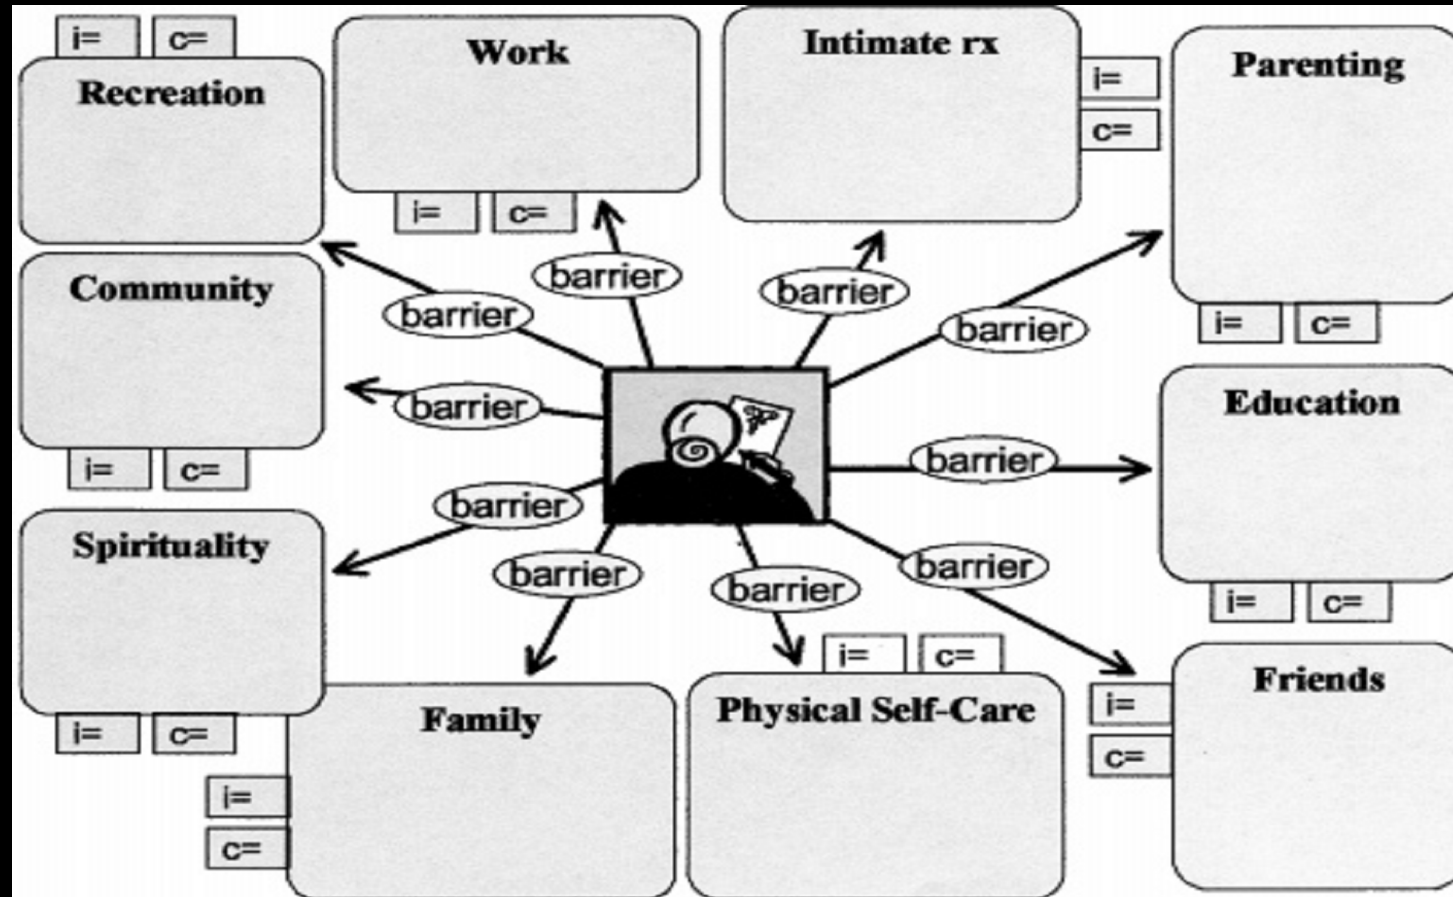 i=
c=
Recreation
Work
i=
c=
Intimate rx
i=
c=
Parenting
i=
c=
barrier
barrier
barrier
barrier
Community
i=
c=
barrier
Education
i=
c=
barrier
Spirituality
i=
c=
barrier
barrier
barrier
barrier
Family
i=
c=
i=
c=
Physical Self-Care
Friends
i=
c=